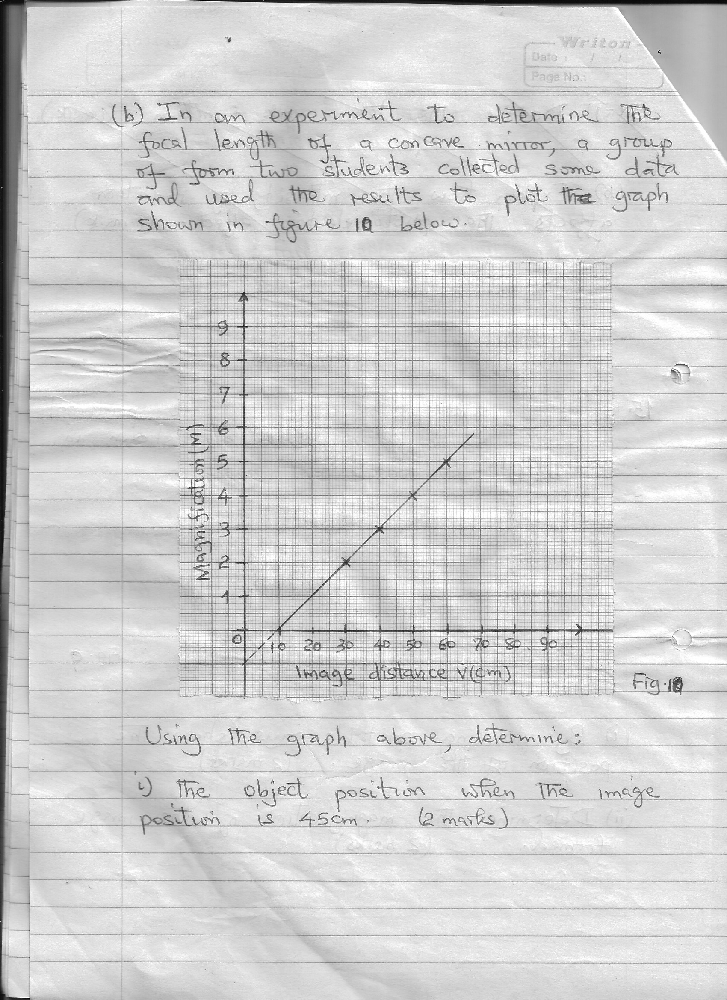 Writon
Date : / /
Page No.:
(b) In an experiment to determine the
focal length of a concave mirror, a group
of form two students collected some data
and used the results to plot the graph
shown in figure 10 below.
9
8
7
6
5
4
3
2
1
Magnification (M)
0 10 20 30 40 50 60 70 80 90
Image distance V(cm)
Fig.10
Using the graph above, determine:
i) the object position when the image
position is 45cm. (2 marks)